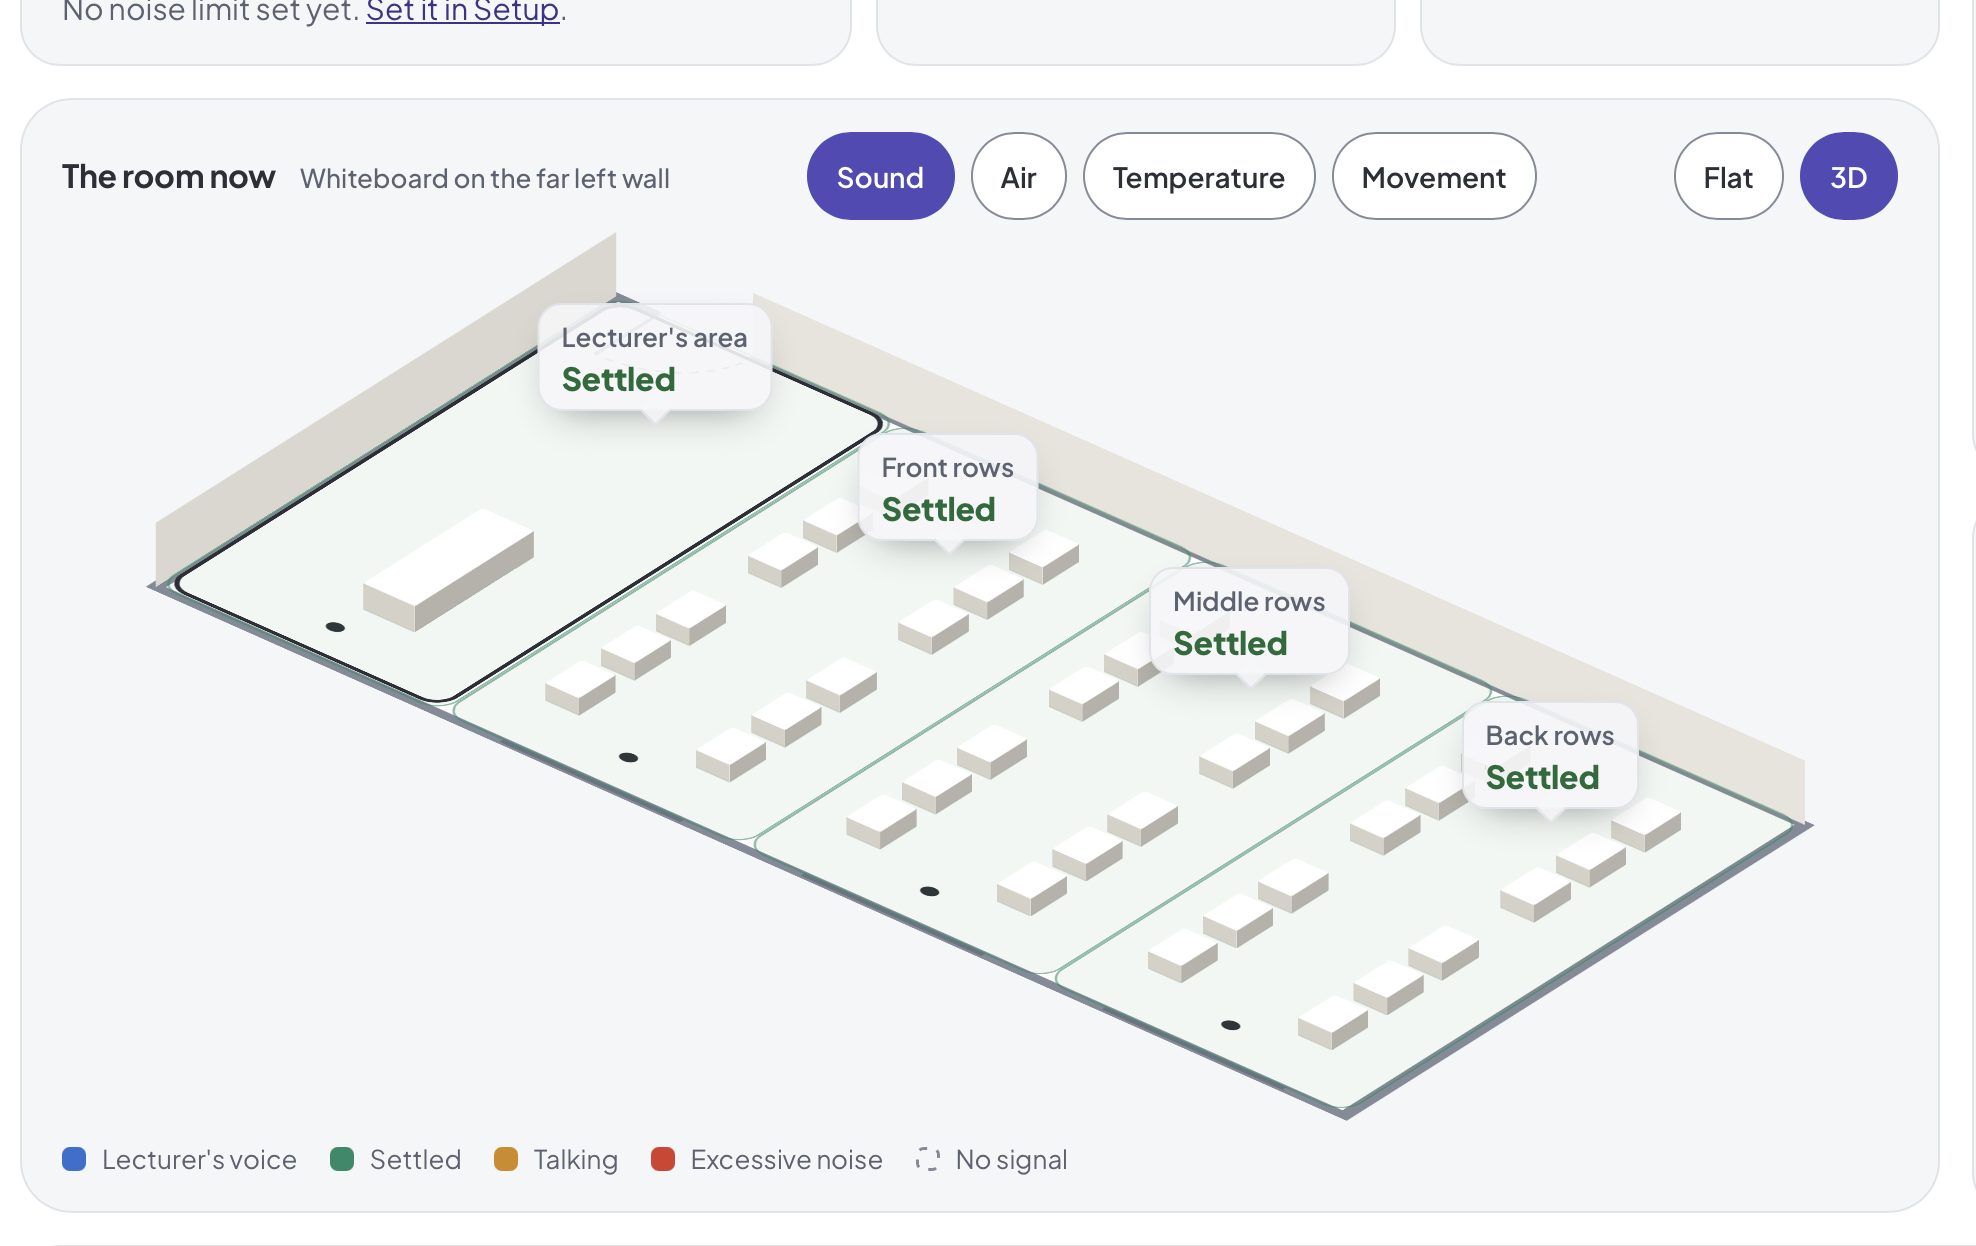 No noise limit set yet. Set it in Setup.
The room now Whiteboard on the far left wall Sound Air Temperature Movement Flat 3D
Lecturer's area
Settled
Front rows
Settled
Middle rows
Settled
Back rows
Settled
Lecturer's voice Settled Talking Excessive noise No signal